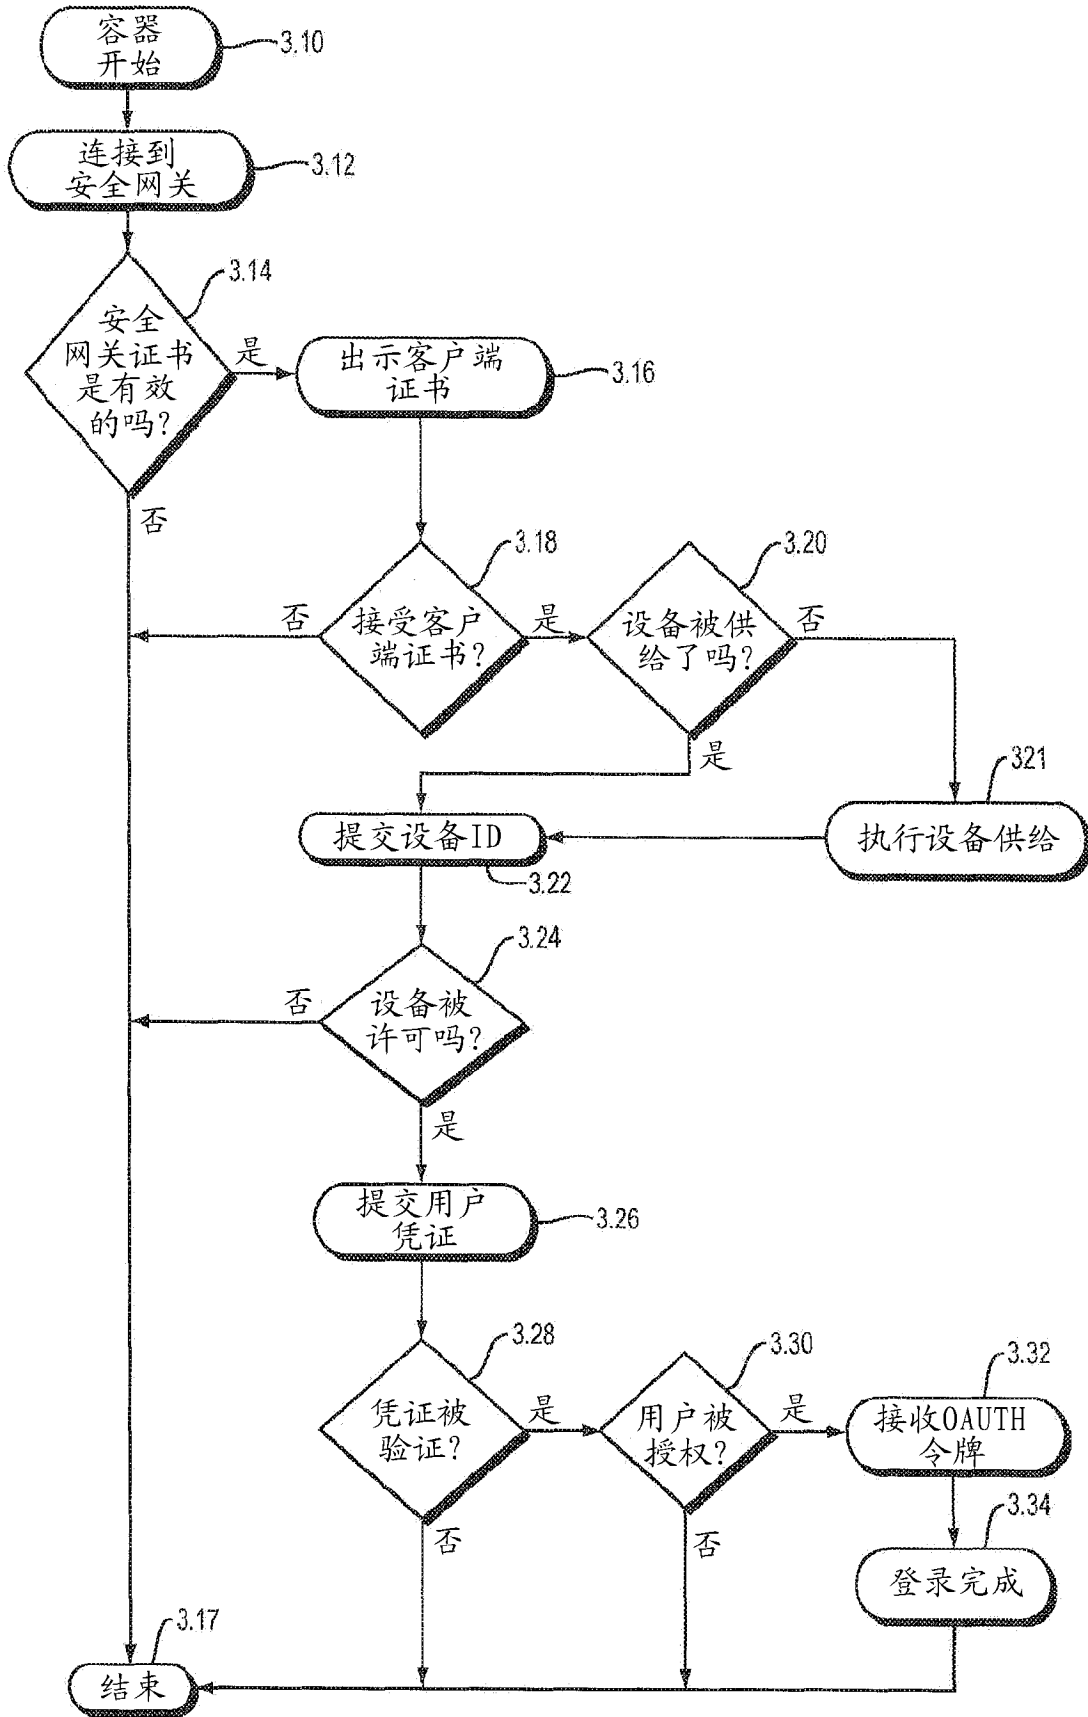 容器
开始
3.10
连接到
安全网关
3.12
3.14
安全
网关证书
是有效
的吗?
是
出示客户端
证书
3.16
否
3.18
3.20
否
接受客户
端证书?
是
设备被供
给了吗?
否
是
321
提交设备ID
执行设备供给
3.22
3.24
否
设备被
许可吗?
是
提交用户
凭证
3.26
3.28
3.30
3.32
凭证被
验证?
是
用户被
授权?
是
接收OAUTH
令牌
否
否
3.34
登录完成
3.17
结束